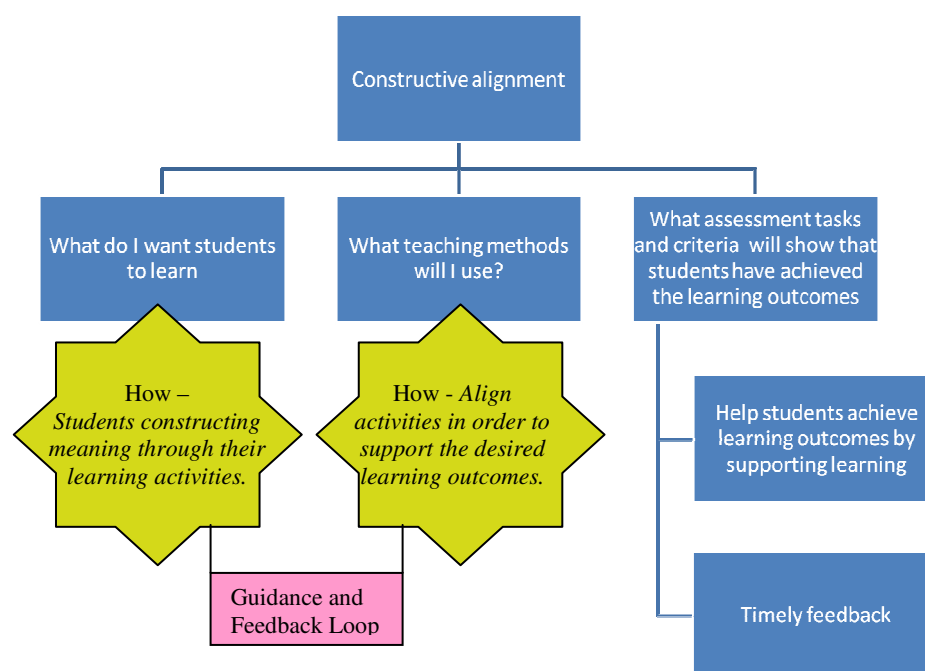 Constructive alignment
What do I want students
to learn
What teaching methods
will I use?
What assessment tasks
and criteria will show that
students have achieved
the learning outcomes
How –
Students constructing
meaning through their
learning activities.
How - Align
activities in order to
support the desired
learning outcomes.
Help students achieve
learning outcomes by
supporting learning
Guidance and
Feedback Loop
Timely feedback